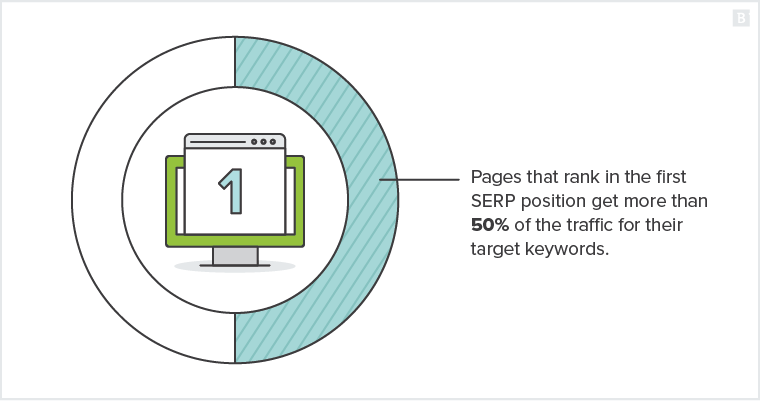 B
1
Pages that rank in the first
SERP position get more than
50% of the traffic for their
target keywords.